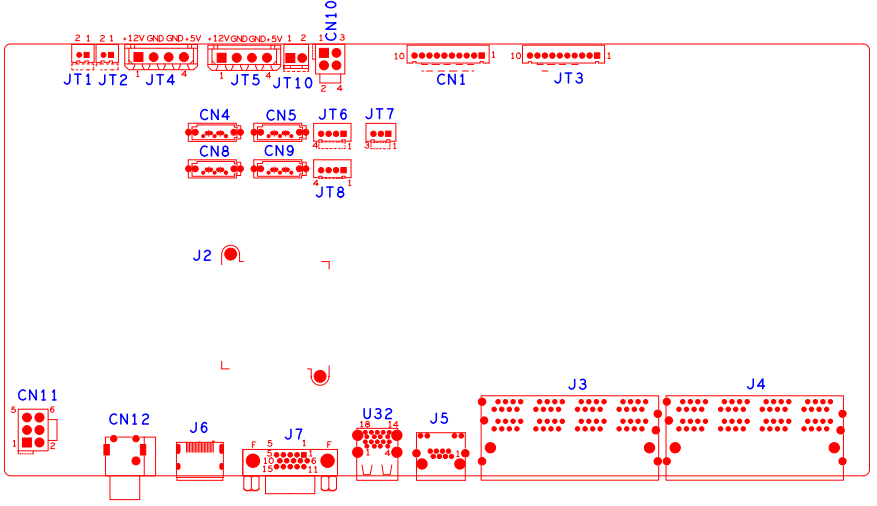 CN10
2 1 2 1 +12V GND GND +5V +12V GND GND +5V 1 2 1 3
10 1 10 1
1 4 1 4
JT1 JT2 JT4 JT5 JT10 CN1 JT3
2 4
CN4 CN5 JT6 JT7
4 1 3 1
CN8 CN9
4 1
JT8
J2
J3 J4
CN11
5 6
CN12 J6 J7 U32 J5
18 14
1 2
F 5 1 F
5 1
10 6
15 11
1 4
1